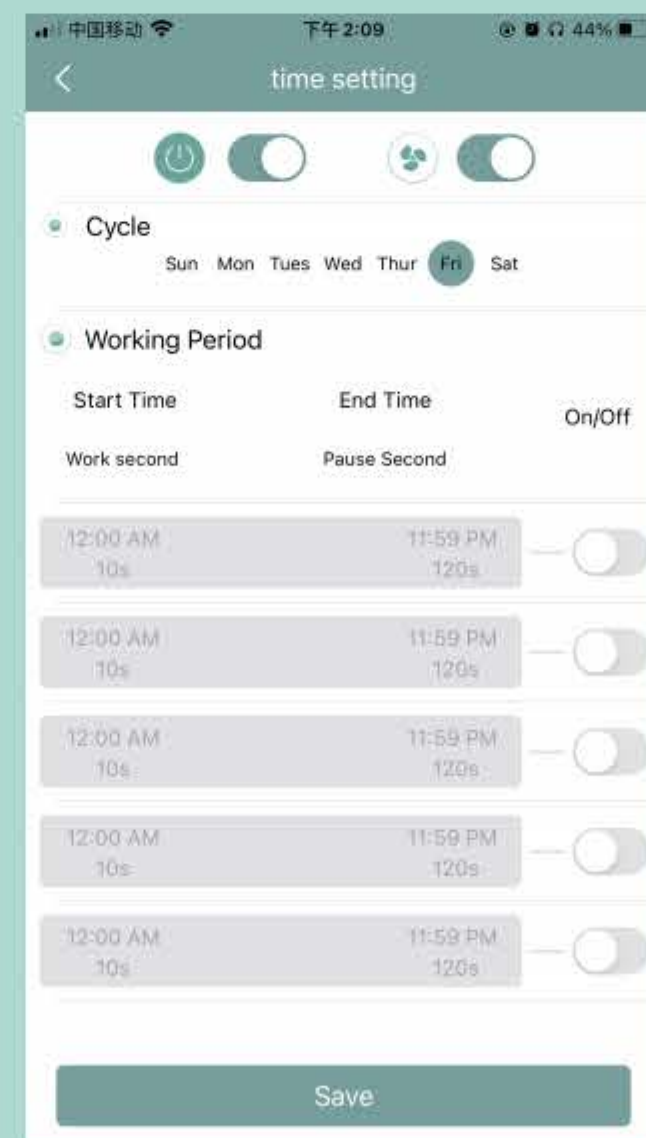 中国移动 下午 2:09 44%
time setting
Cycle
Sun Mon Tues Wed Thur Fri Sat
Working Period
Start Time End Time On/Off
Work second Pause Second
12:00 AM 11:59 PM
10s 120s
12:00 AM 11:59 PM
10s 120s
12:00 AM 11:59 PM
10s 120s
12:00 AM 11:59 PM
10s 120s
12:00 AM 11:59 PM
10s 120s
Save